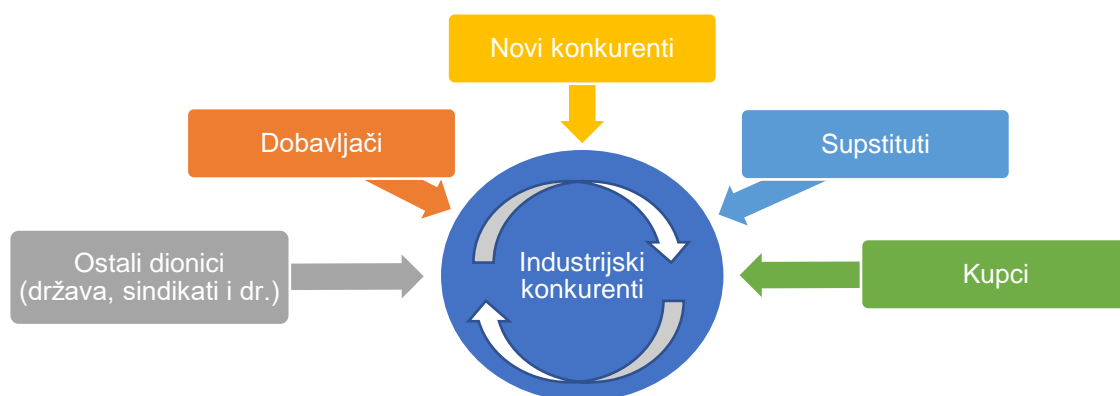 Novi konkurenti
Dobavljači
Supstituti
Ostali dionici
(država, sindikati i dr.)
Industrijski
konkurenti
Kupci